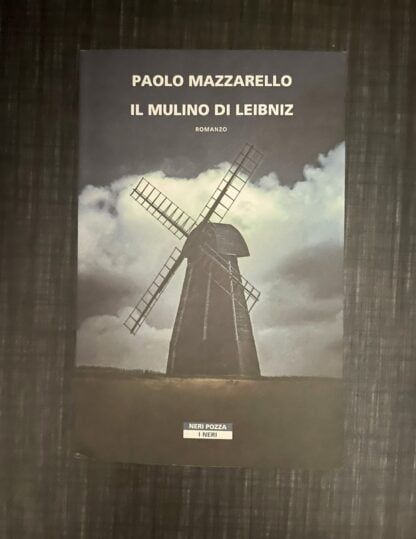 PAOLO MAZZARELLO
IL MULINO DI LEIBNIZ
ROMANZO
NERI POZZA
I NERI